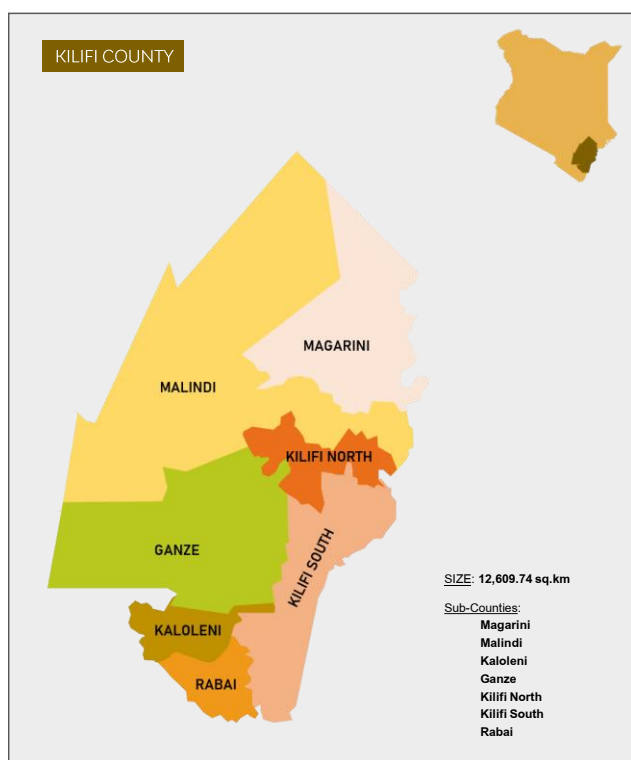 KILIFI COUNTY
MAGARINI
MALINDI
KILIFI NORTH
GANZE
KILIFI SOUTH
KALOLENI
RABAI
SIZE: 12,609.74 sq.km
Sub-Counties:
Magarini
Malindi
Kaloleni
Ganze
Kilifi North
Kilifi South
Rabai